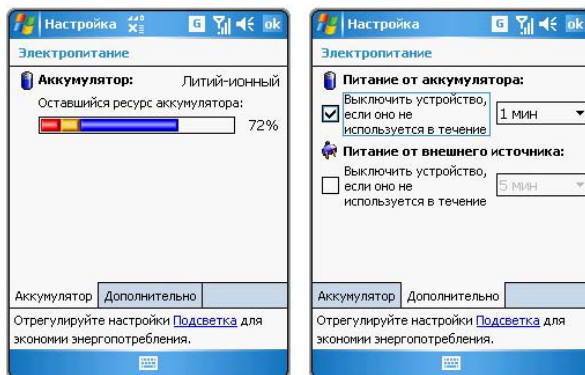 Настройка
G
ok
Электропитание
Аккумулятор: Литий-ионный
Оставшийся ресурс аккумулятора:
72%
Аккумулятор Дополнительно
Отрегулируйте настройки Подсветка для
экономии энергопотребления.
Настройка
G
ok
Электропитание
Питание от аккумулятора:
Выключить устройство,
если оно не
используется в течение
1 мин
Питание от внешнего источника:
Выключить устройство,
если оно не
используется в течение
5 мин
Аккумулятор Дополнительно
Отрегулируйте настройки Подсветка для
экономии энергопотребления.